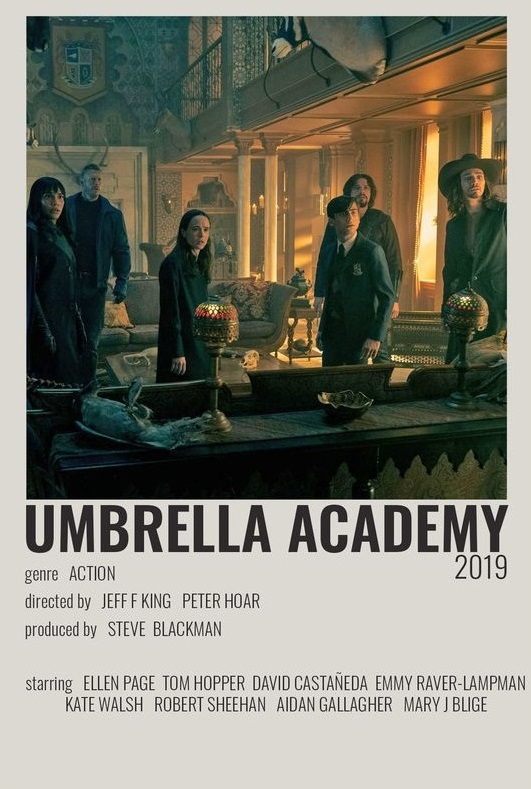 UMBRELLA ACADEMY
2019
genre ACTION
directed by JEFF F KING PETER HOAR
produced by STEVE BLACKMAN
starring ELLEN PAGE TOM HOPPER DAVID CASTAÑEDA EMMY RAVER-LAMPMAN
KATE WALSH ROBERT SHEEHAN AIDAN GALLAGHER MARY J BLIGE